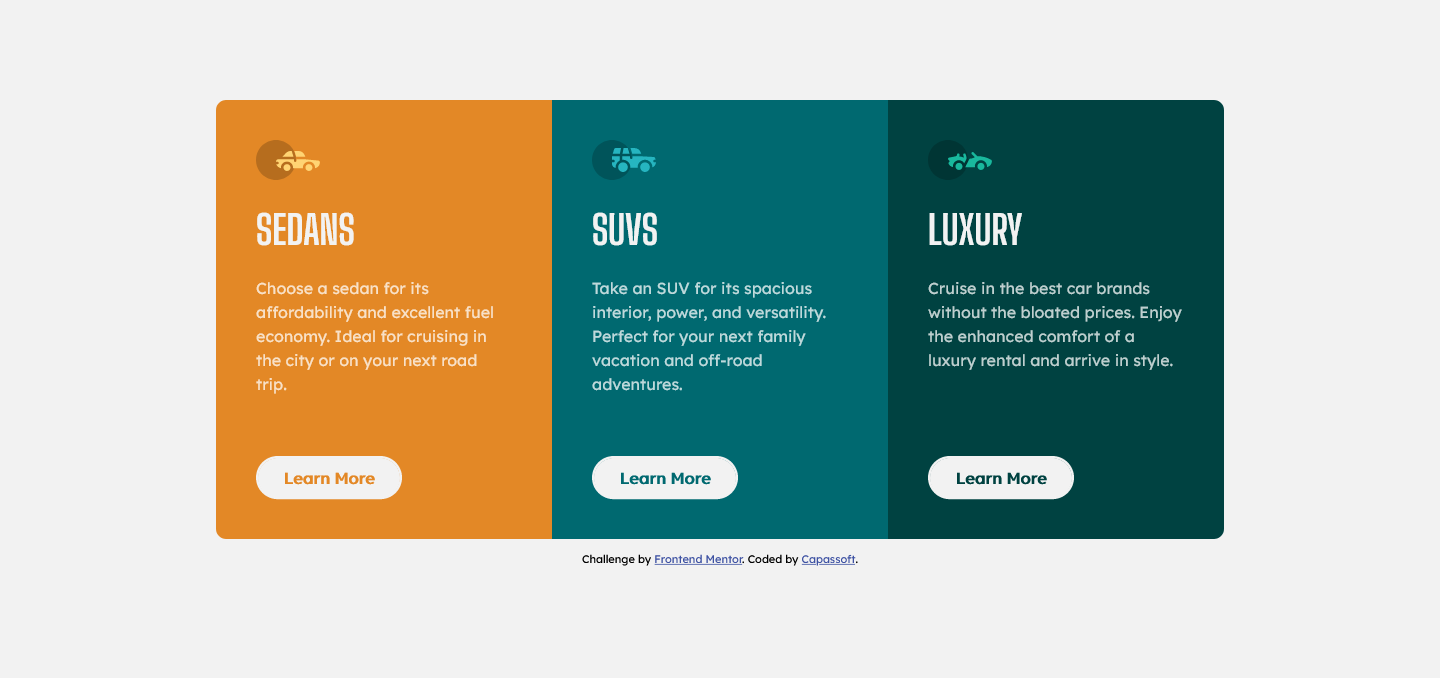 SEDANS
Choose a sedan for its
affordability and excellent fuel
economy. Ideal for cruising in
the city or on your next road
trip.
Learn More
SUVS
Take an SUV for its spacious
interior, power, and versatility.
Perfect for your next family
vacation and off-road
adventures.
Learn More
LUXURY
Cruise in the best car brands
without the bloated prices. Enjoy
the enhanced comfort of a
luxury rental and arrive in style.
Learn More
Challenge by Frontend Mentor. Coded by Capassoft.